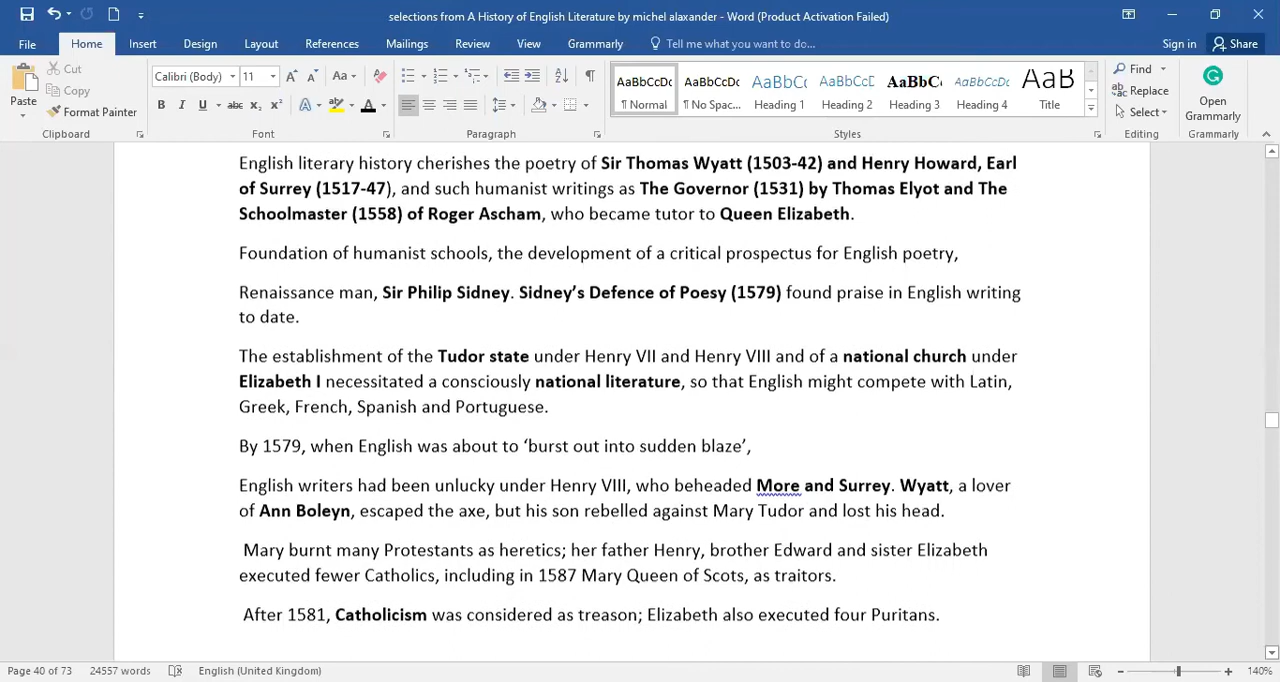 selections from A History of English Literature by michel alaxander - Word (Product Activation Failed)
File Home Insert Design Layout References Mailings Review View Grammarly Tell me what you want to do... Sign in Share
Paste Cut Copy Format Painter Clipboard
Calibri (Body) 11 Font
Paragraph
AaBbCcDc ¶ Normal
AaBbCcDc ¶ No Spac...
AaBbCc Heading 1
AaBbCcD Heading 2
AaBbC Heading 3
AaBbCcDc Heading 4
AaB Title
Styles
Find Replace Select Editing
Open Grammarly Grammarly
English literary history cherishes the poetry of Sir Thomas Wyatt (1503-42) and Henry Howard, Earl
of Surrey (1517-47), and such humanist writings as The Governor (1531) by Thomas Elyot and The
Schoolmaster (1558) of Roger Ascham, who became tutor to Queen Elizabeth.
Foundation of humanist schools, the development of a critical prospectus for English poetry,
Renaissance man, Sir Philip Sidney. Sidney’s Defence of Poesy (1579) found praise in English writing
to date.
The establishment of the Tudor state under Henry VII and Henry VIII and of a national church under
Elizabeth I necessitated a consciously national literature, so that English might compete with Latin,
Greek, French, Spanish and Portuguese.
By 1579, when English was about to ‘burst out into sudden blaze’,
English writers had been unlucky under Henry VIII, who beheaded More and Surrey. Wyatt, a lover
of Ann Boleyn, escaped the axe, but his son rebelled against Mary Tudor and lost his head.
Mary burnt many Protestants as heretics; her father Henry, brother Edward and sister Elizabeth
executed fewer Catholics, including in 1587 Mary Queen of Scots, as traitors.
After 1581, Catholicism was considered as treason; Elizabeth also executed four Puritans.
Page 40 of 73 24557 words English (United Kingdom) 140%